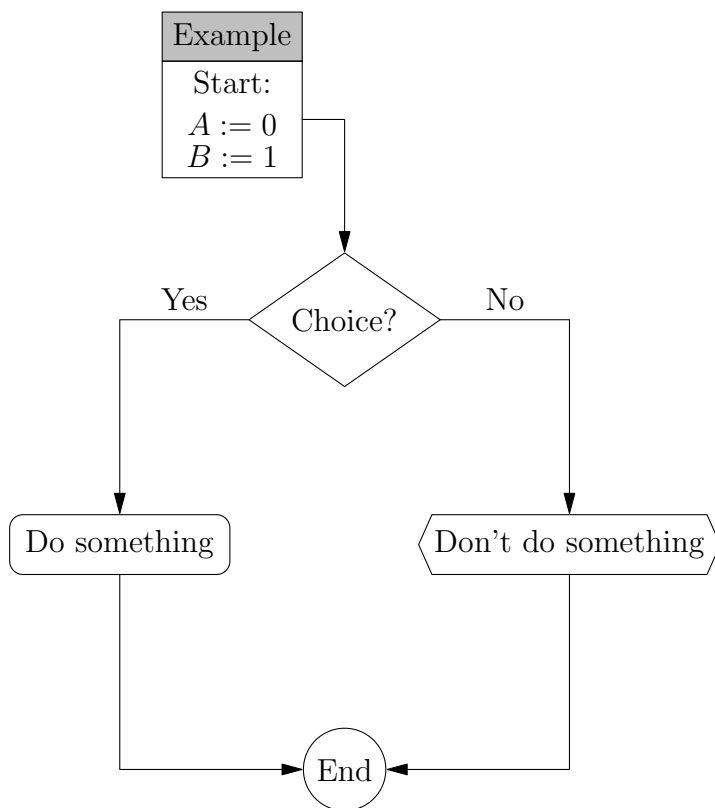 Example
Start:
A := 0
B := 1
Yes
No
Choice?
Do something
Don't do something
End